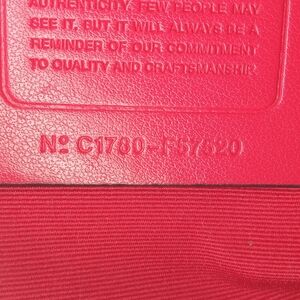 AUTHENTICITY. FEW PEOPLE MAY
SEE IT. BUT IT WILL ALWAYS BE A
REMINDER OF OUR COMMITMENT
TO QUALITY AND CRAFTSMANSHIP.
Nº C1780-F57520